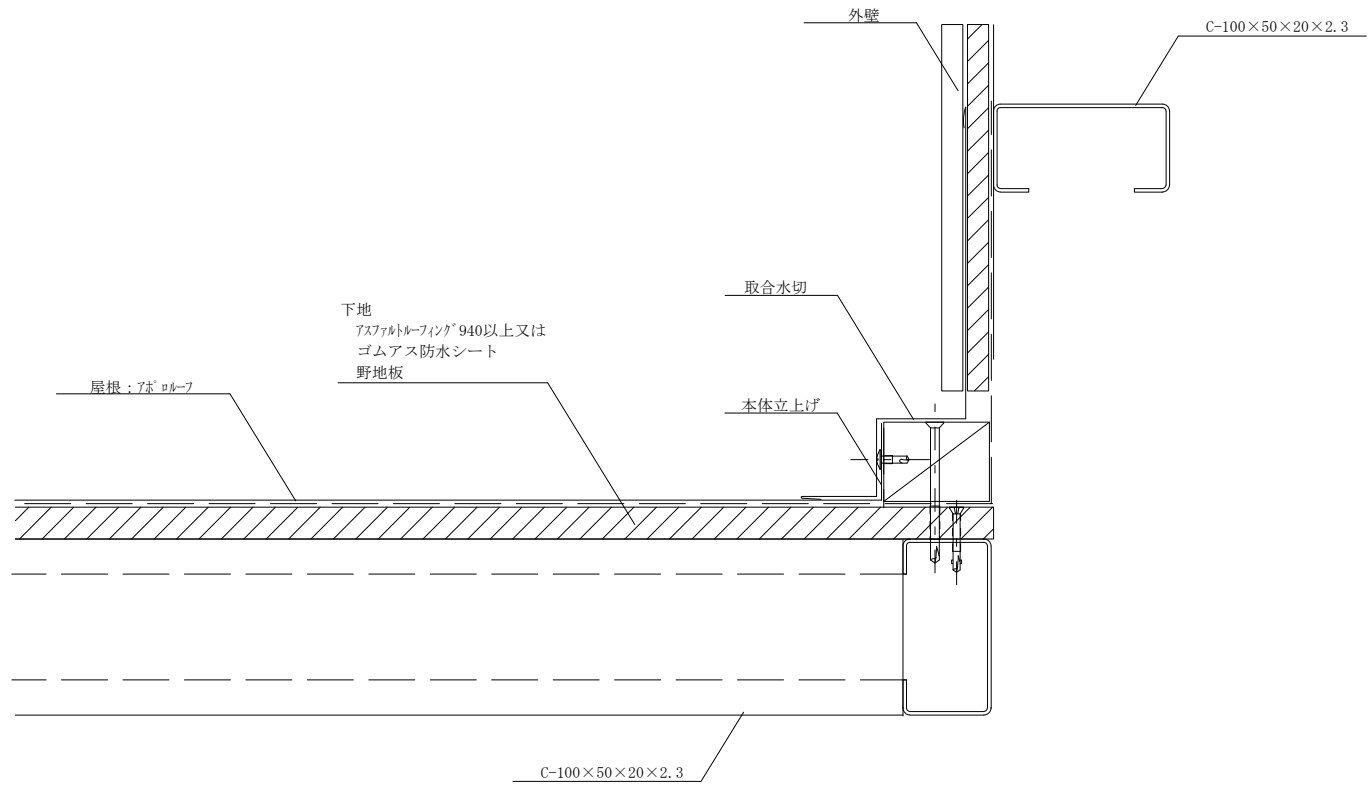 外壁
C-100×50×20×2.3
取合水切
下地
ｱｽﾌｧﾙﾄﾙｰﾌｨﾝｸﾞ940以上又は
ゴムアス防水シート
野地板
屋根：ｱﾎﾟﾛﾙｰﾌ
本体立上げ
C-100×50×20×2.3